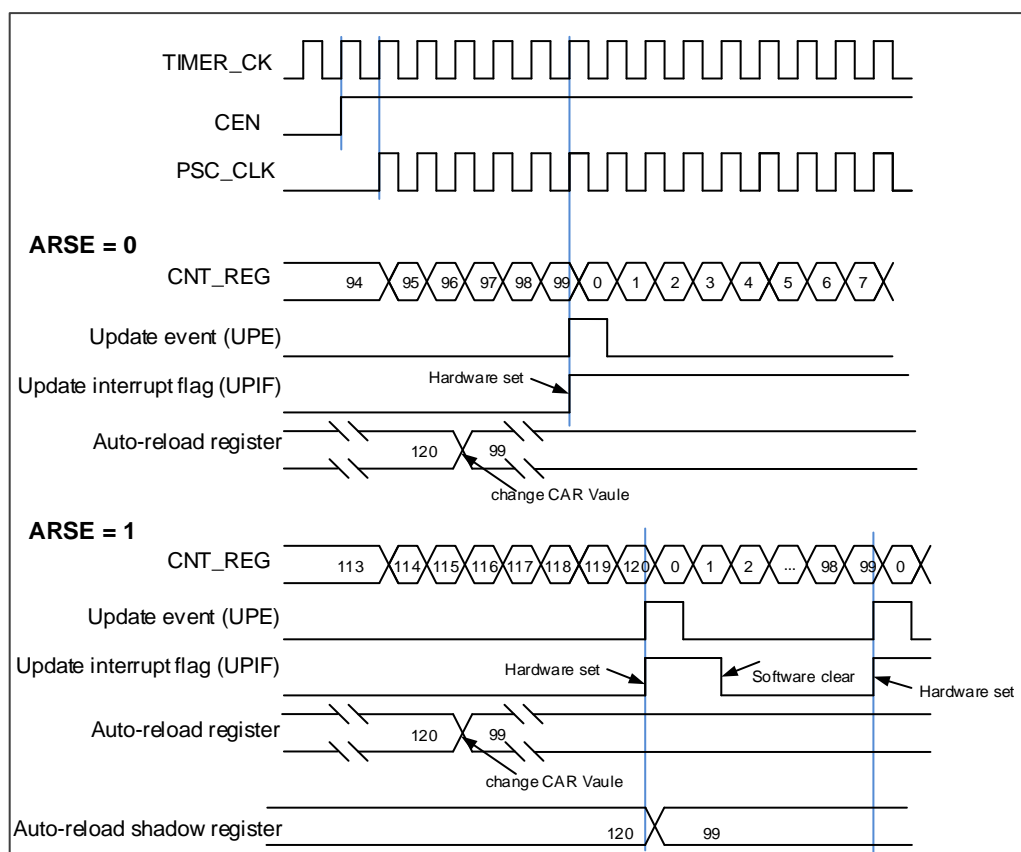 TIMER_CK
CEN
PSC_CLK
ARSE = 0
CNT_REG 94 95 96 97 98 99 0 1 2 3 4 5 6 7
Update event (UPE)
Update interrupt flag (UPIF) Hardware set
Auto-reload register 120 99
change CAR Vaule
ARSE = 1
CNT_REG 113 114 115 116 117 118 119 120 0 1 2 ... 98 99 0
Update event (UPE)
Update interrupt flag (UPIF) Hardware set Software clear Hardware set
Auto-reload register 120 99
change CAR Vaule
Auto-reload shadow register 120 99